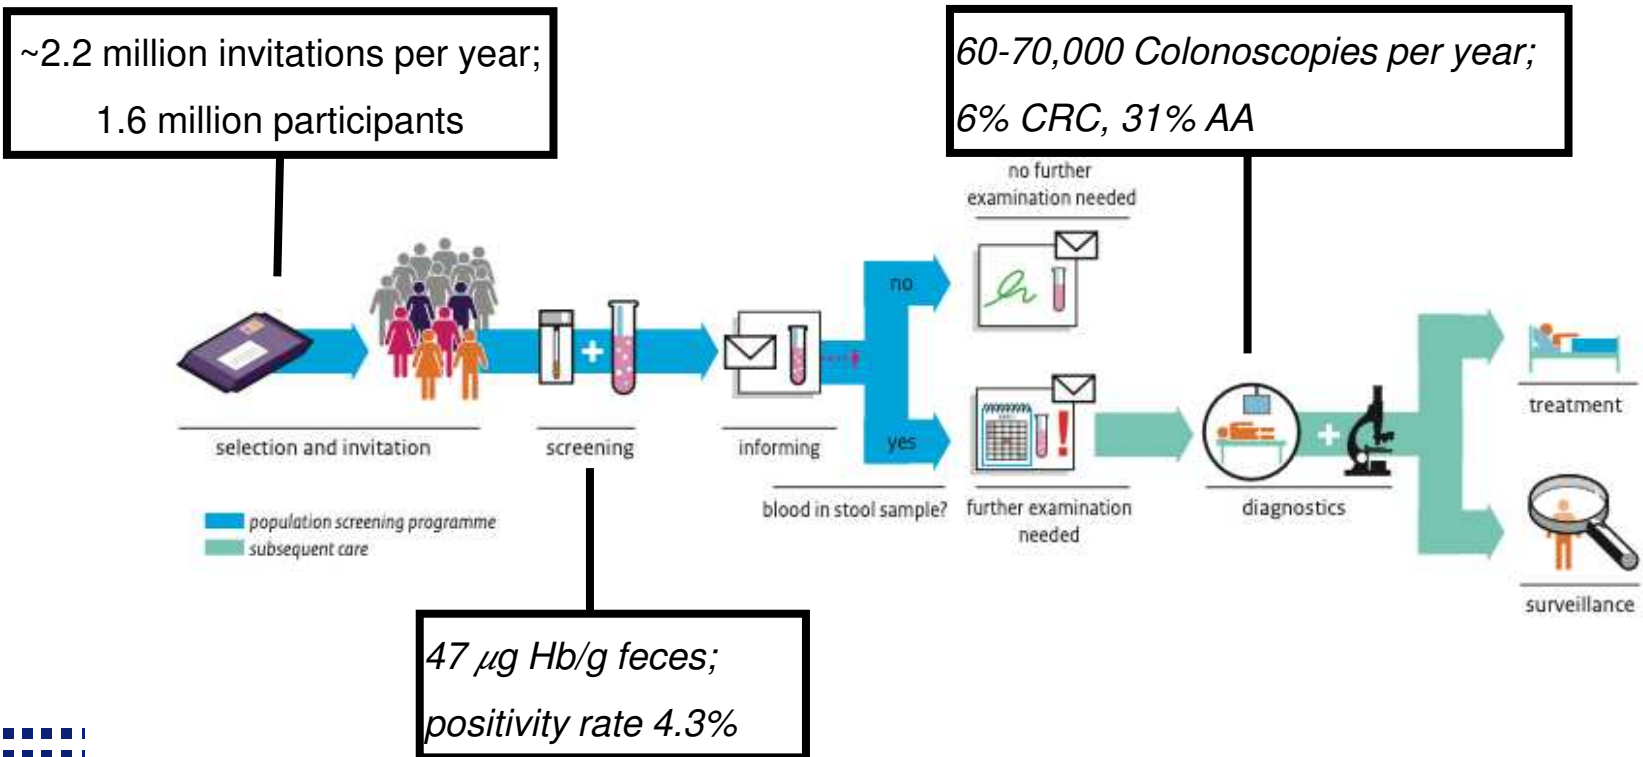 ~2.2 million invitations per year;
1.6 million participants
60-70,000 Colonoscopies per year;
6% CRC, 31% AA
no further
examination needed
no
yes
selection and invitation
screening
informing
blood in stool sample?
further examination
needed
diagnostics
treatment
surveillance
population screening programme
subsequent care
47 µg Hb/g feces;
positivity rate 4.3%